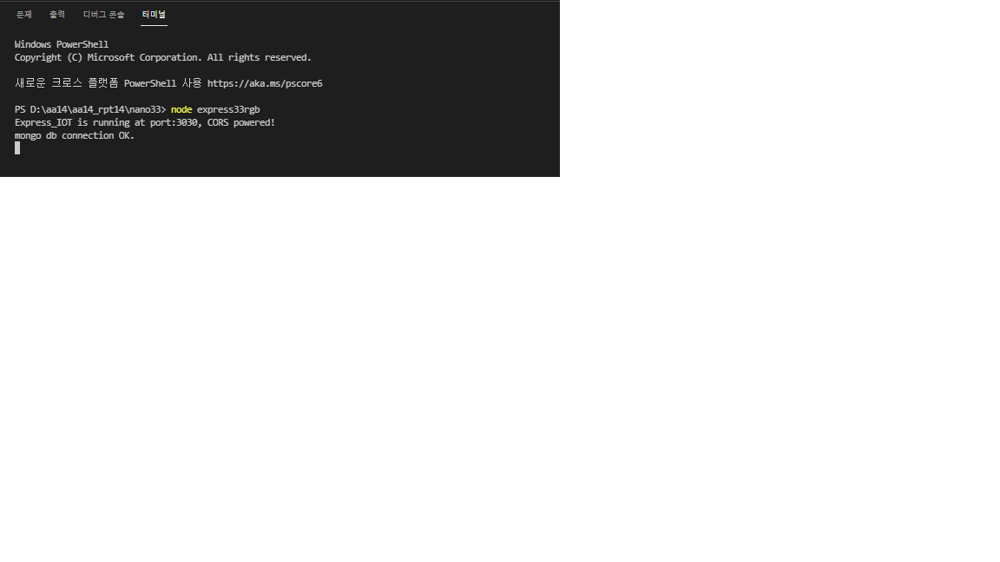 문제 출력 디버그 콘솔 터미널
Windows PowerShell
Copyright (C) Microsoft Corporation. All rights reserved.
새로운 크로스 플랫폼 PowerShell 사용 https://aka.ms/pscore6
PS D:\aa14\aa14_rpt14\nano33> node express33rgb
Express_IOT is running at port:3030, CORS powered!
mongo db connection OK.